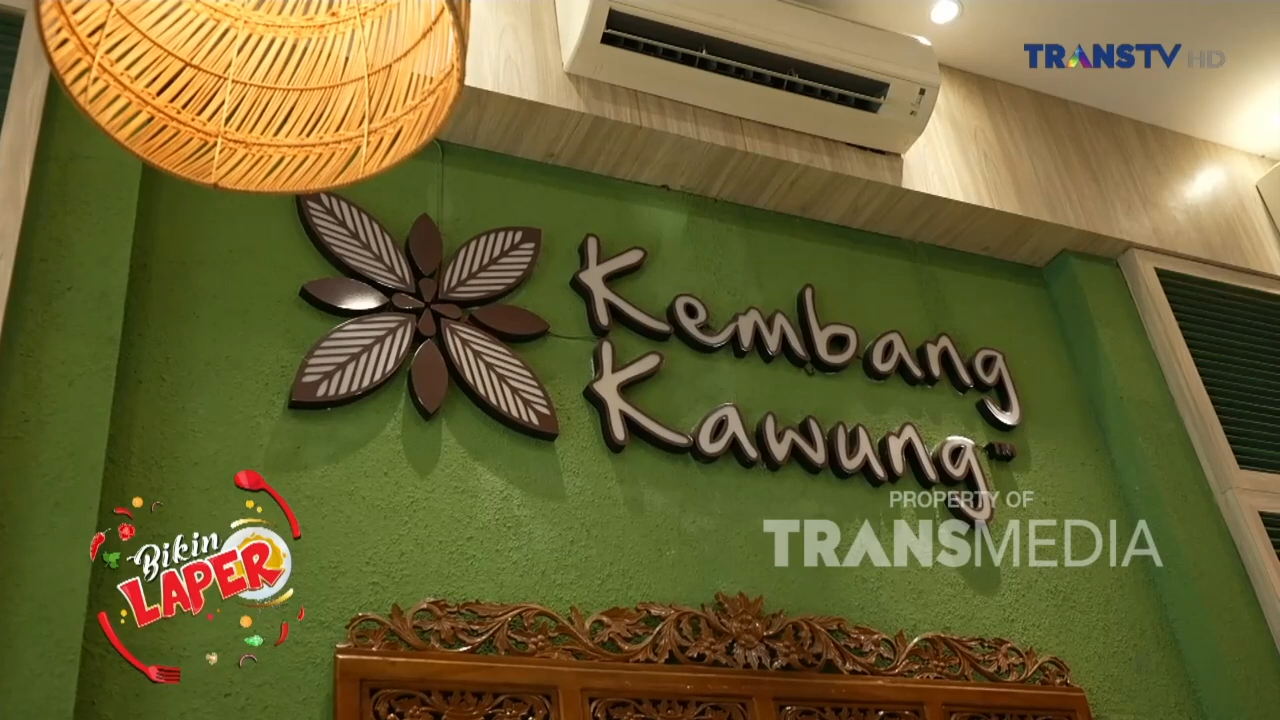 TRANSTV HD
Kembang
Kawung
PROPERTY OF
TRANSMEDIA
Bikin
LAPER